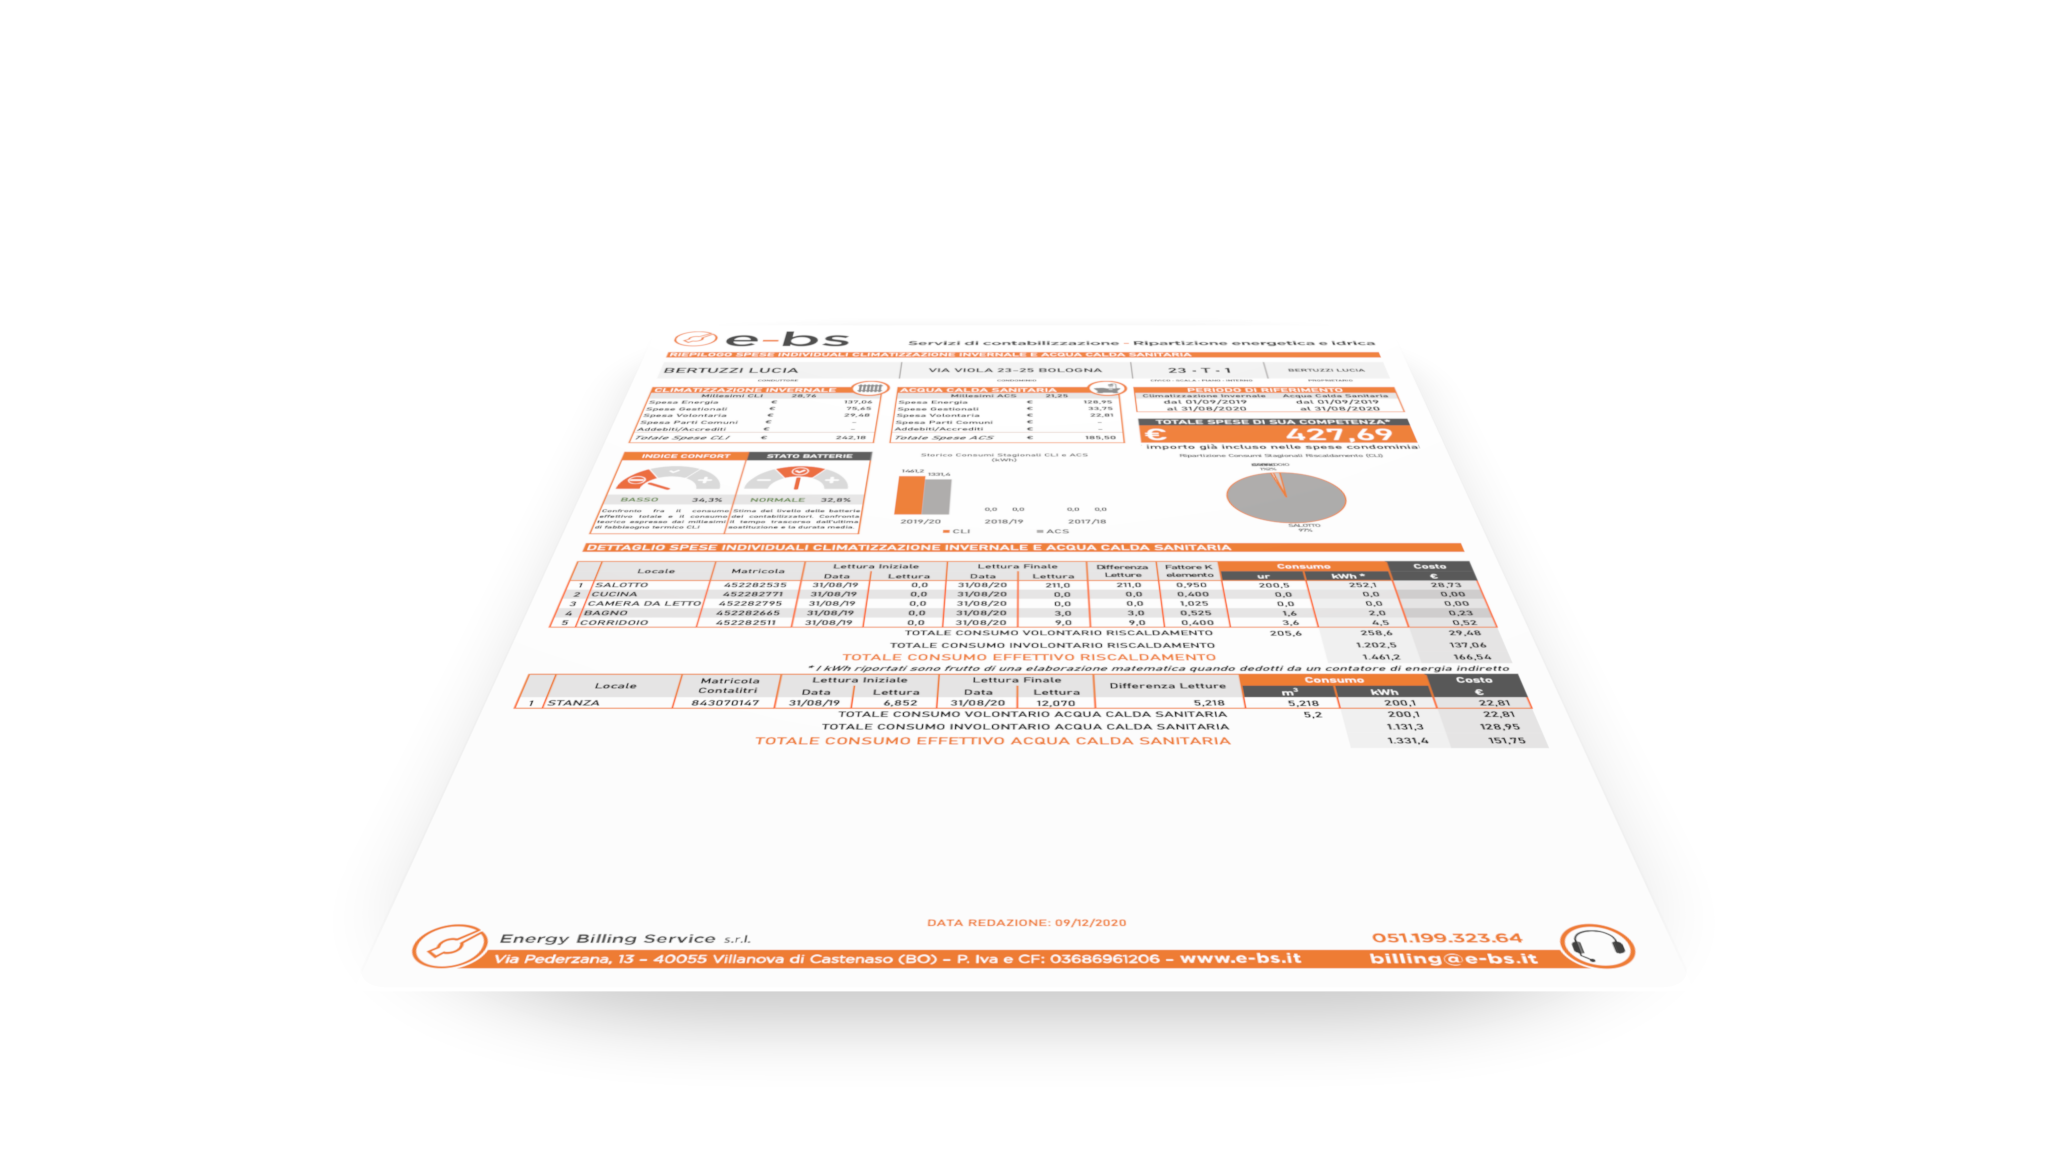 e-bs
Servizi di contabilizzazione - Ripartizione energetica e idrica
RIEPILOGO SPESE INDIVIDUALI CLIMATIZZAZIONE INVERNALE E ACQUA CALDA SANITARIA
BERTUZZI LUCIA VIA VIOLA 23-25 BOLOGNA 23 - T - 1 BERTUZZI LUCIA
CONDUTTORE CONDOMINIO CIVICO - SCALA - PIANO - INTERNO PROPRIETARIO
CLIMATIZZAZIONE INVERNALE
Millesimi CLI 28,76
Spesa Energia € 137,06
Spese Gestionali € 75,65
Spesa Volontaria € 29,48
Spesa Parti Comuni € -
Addebiti/Accrediti € -
Totale Spese CLI € 242,18
ACQUA CALDA SANITARIA
Millesimi ACS 21,25
Spesa Energia € 128,95
Spese Gestionali € 33,75
Spesa Volontaria € 22,81
Spesa Parti Comuni € -
Addebiti/Accrediti € -
Totale Spese ACS € 185,50
PERIODO DI RIFERIMENTO
Climatizzazione Invernale Acqua Calda Sanitaria
dal 01/09/2019 dal 01/09/2019
al 31/08/2020 al 31/08/2020
TOTALE SPESE DI SUA COMPETENZA*
€ 427,69
Importo già incluso nelle spese condominia
INDICE CONFORT STATO BATTERIE
BASSO 34,3% NORMALE 32,8%
Confronto fra il consumo
effettivo totale e il consumo
teorico espresso dai millesimi
di fabbisogno termico CLI
Stima del livello delle batterie
dei contabilizzatori. Confronta
il tempo trascorso dall'ultima
sostituzione e la durata media.
Storico Consumi Stagionali CLI e ACS
(kWh)
1461,2 1331,4
0,0 0,0 0,0 0,0
2019/20 2018/19 2017/18
CLI ACS
Ripartizione Consumi Stagionali Riscaldamento (CLI)
SALOTTO
97%
DETTAGLIO SPESE INDIVIDUALI CLIMATIZZAZIONE INVERNALE E ACQUA CALDA SANITARIA
Locale Matricola Lettura Iniziale Lettura Finale Differenza Letture Fattore K elemento Consumo Costo
Data Lettura Data Lettura ur kWh * €
1 SALOTTO 452282535 31/08/19 0,0 31/08/20 211,0 211,0 0,950 200,5 252,1 28,73
2 CUCINA 452282771 31/08/19 0,0 31/08/20 0,0 0,0 0,400 0,0 0,0 0,00
3 CAMERA DA LETTO 452282795 31/08/19 0,0 31/08/20 0,0 0,0 1,025 0,0 0,0 0,00
4 BAGNO 452282665 31/08/19 0,0 31/08/20 3,0 3,0 0,525 1,6 2,0 0,23
5 CORRIDOIO 452282511 31/08/19 0,0 31/08/20 9,0 9,0 0,400 3,6 4,5 0,52
TOTALE CONSUMO VOLONTARIO RISCALDAMENTO 205,6 258,6 29,48
TOTALE CONSUMO INVOLONTARIO RISCALDAMENTO 1.202,5 137,06
TOTALE CONSUMO EFFETTIVO RISCALDAMENTO 1.461,2 166,54
* I kWh riportati sono frutto di una elaborazione matematica quando dedotti da un contatore di energia indiretto
Locale Matricola Contalitri Lettura Iniziale Lettura Finale Differenza Letture Consumo Costo
Data Lettura Data Lettura m³ kWh €
1 STANZA 843070147 31/08/19 6,852 31/08/20 12,070 5,218 5,218 200,1 22,81
TOTALE CONSUMO VOLONTARIO ACQUA CALDA SANITARIA 5,2 200,1 22,81
TOTALE CONSUMO INVOLONTARIO ACQUA CALDA SANITARIA 1.131,3 128,95
TOTALE CONSUMO EFFETTIVO ACQUA CALDA SANITARIA 1.331,4 151,75
DATA REDAZIONE: 09/12/2020
Energy Billing Service s.r.l.
051.199.323.64
Via Pederzana, 13 - 40055 Villanova di Castenaso (BO) - P. Iva e CF: 03686961206 - www.e-bs.it
billing@e-bs.it